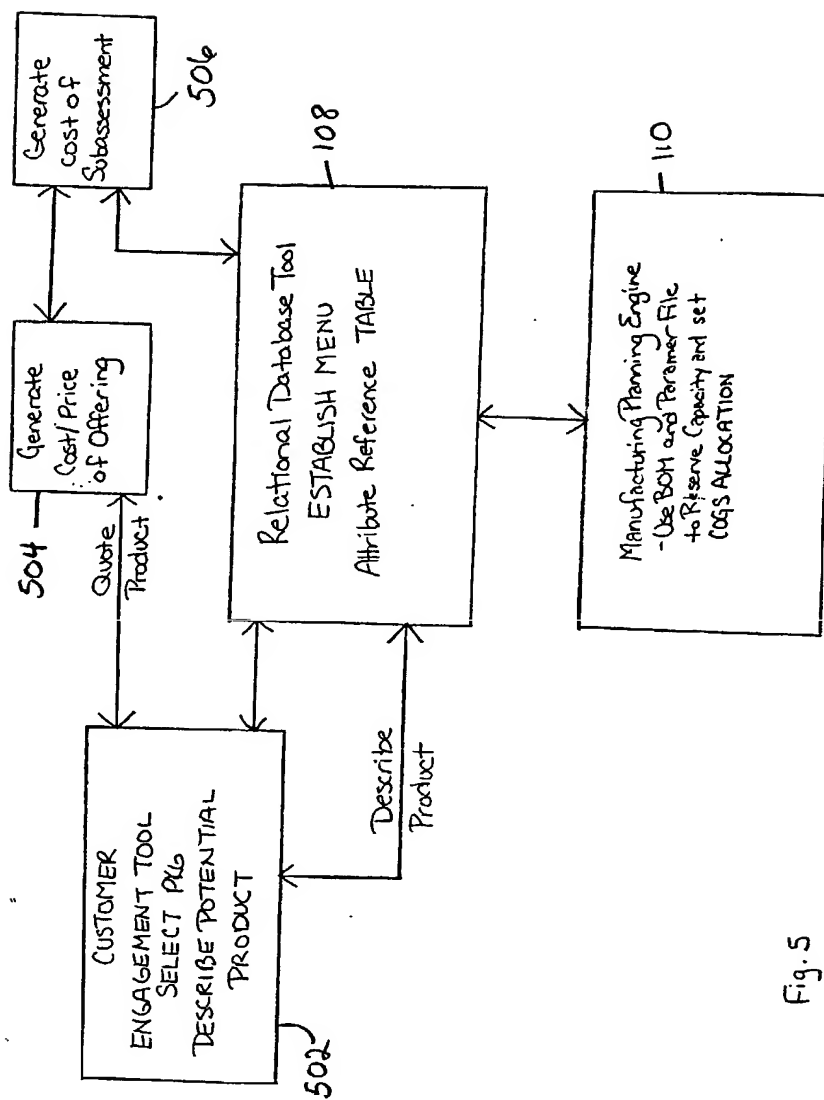 Generate
Cost of
Subassessment
506
Generate
Cost/Price
of Offering
504
Quote
Product
108
Relational Database Tool
ESTABLISH MENU
Attribute Reference TABLE
CUSTOMER
ENGAGEMENT TOOL
SELECT PKG
DESCRIBE POTENTIAL
PRODUCT
502
Describe
Product
110
Manufacturing Planning Engine
-Use BOM and Paramer File
to Reserve Capacity and set
COGS ALLOCATION
Fig. 5